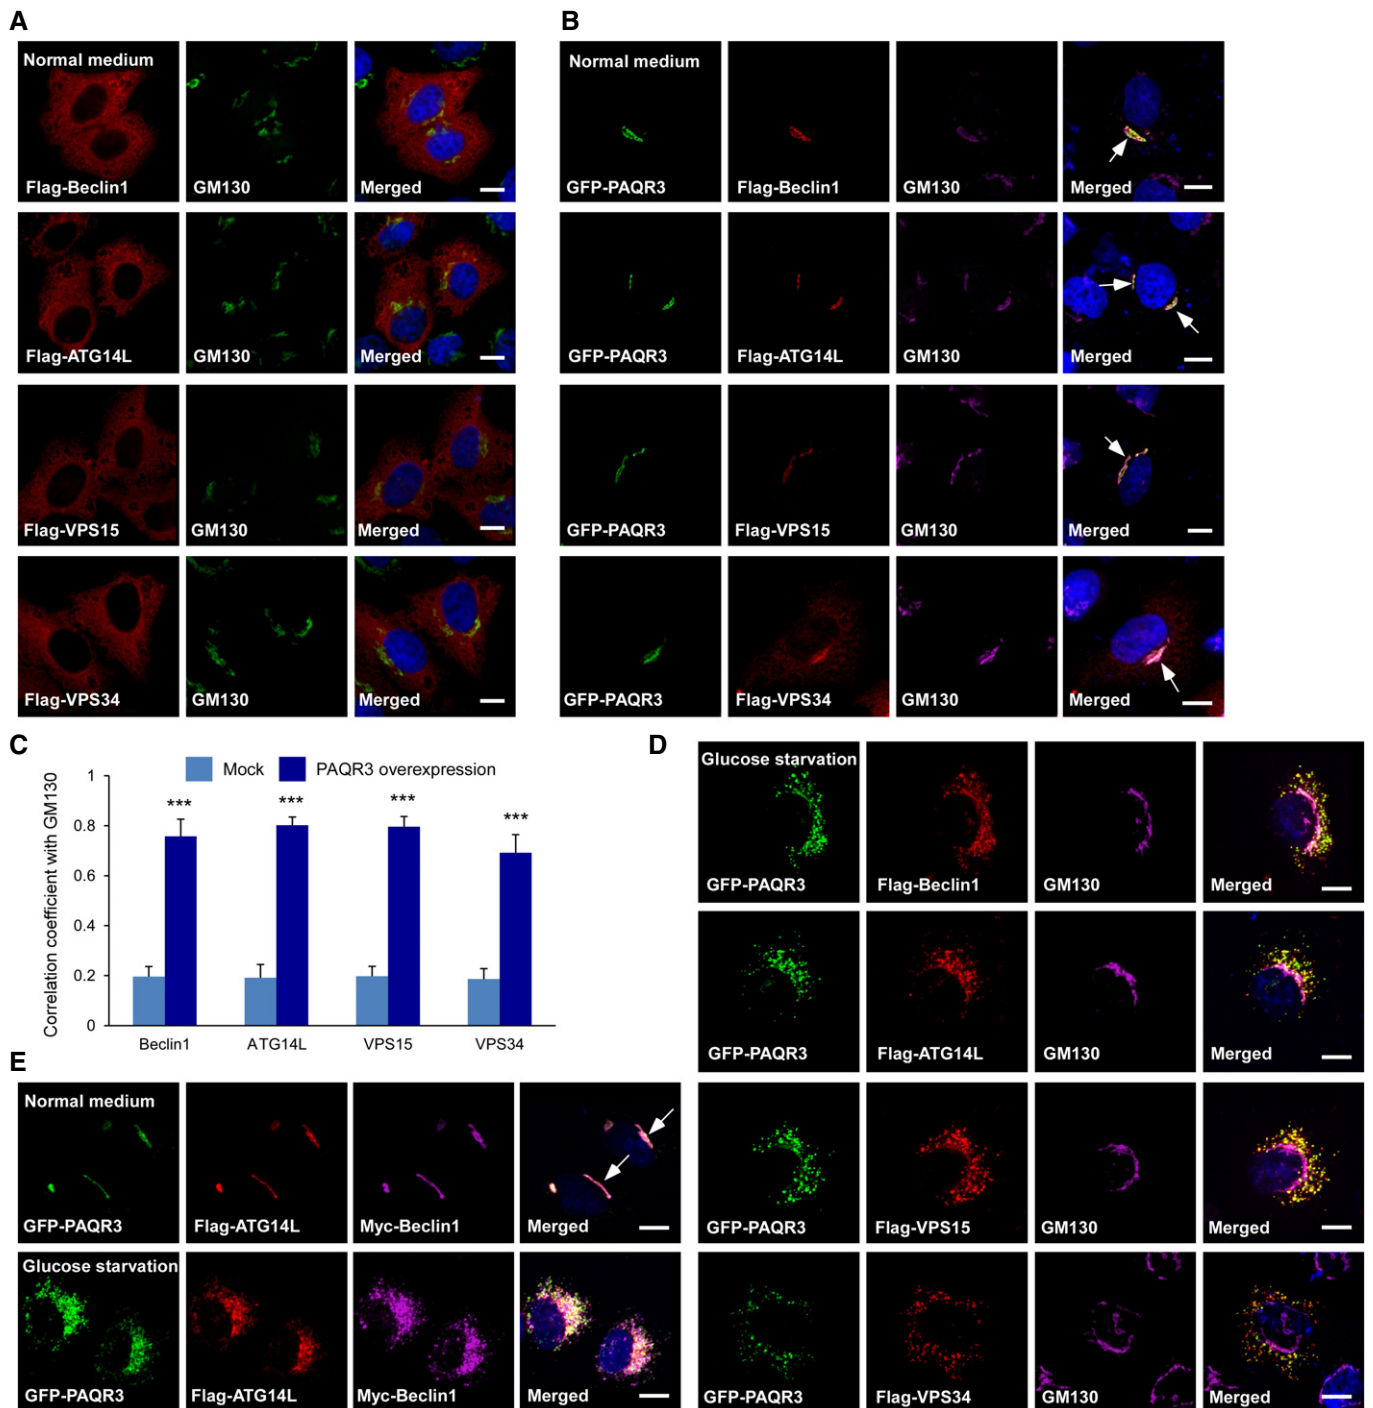 A
Normal medium
Flag-Beclin1
GM130
Merged
Flag-ATG14L
GM130
Merged
Flag-VPS15
GM130
Merged
Flag-VPS34
GM130
Merged
B
Normal medium
GFP-PAQR3
Flag-Beclin1
GM130
Merged
GFP-PAQR3
Flag-ATG14L
GM130
Merged
GFP-PAQR3
Flag-VPS15
GM130
Merged
GFP-PAQR3
Flag-VPS34
GM130
Merged
C
Mock
PAQR3 overexpression
Correlation coefficient with GM130
1
0.8
0.6
0.4
0.2
0
***
***
***
***
Beclin1
ATG14L
VPS15
VPS34
D
Glucose starvation
GFP-PAQR3
Flag-Beclin1
GM130
Merged
GFP-PAQR3
Flag-ATG14L
GM130
Merged
GFP-PAQR3
Flag-VPS15
GM130
Merged
GFP-PAQR3
Flag-VPS34
GM130
Merged
E
Normal medium
GFP-PAQR3
Flag-ATG14L
Myc-Beclin1
Merged
Glucose starvation
GFP-PAQR3
Flag-ATG14L
Myc-Beclin1
Merged